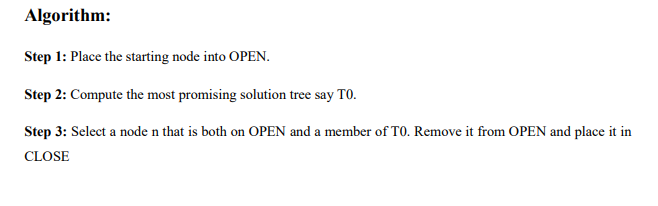 Algorithm:
Step 1: Place the starting node into OPEN.
Step 2: Compute the most promising solution tree say T0.
Step 3: Select a node n that is both on OPEN and a member of T0. Remove it from OPEN and place it in
CLOSE